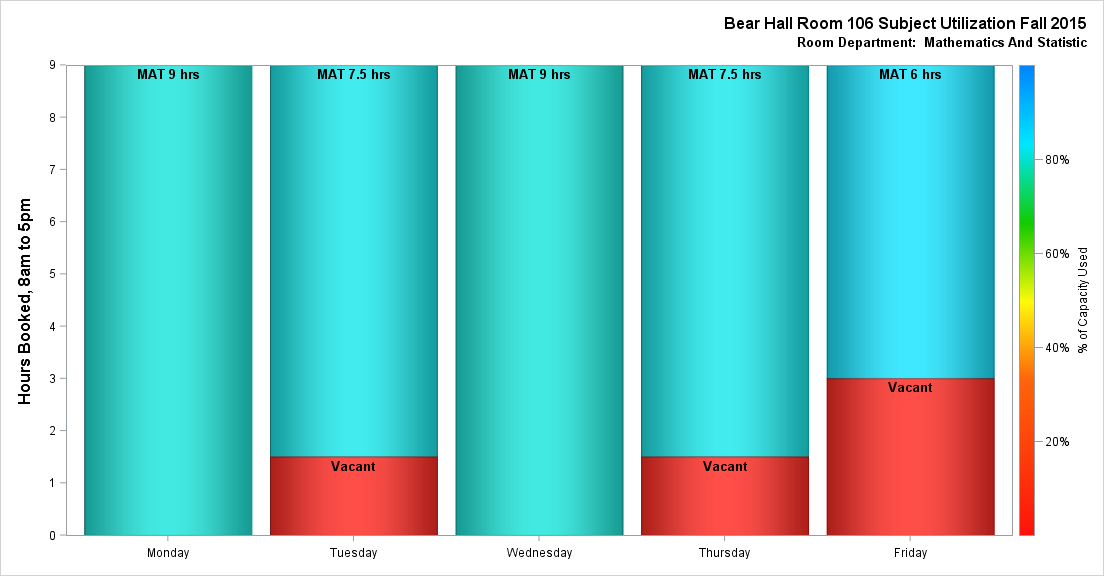 Bear Hall Room 106 Subject Utilization Fall 2015
Room Department:  Mathematics And Statistic
Hours Booked, 8am to 5pm
9
8
7
6
5
4
3
2
1
0
MAT 9 hrs
MAT 7.5 hrs
Vacant
MAT 9 hrs
MAT 7.5 hrs
Vacant
MAT 6 hrs
Vacant
Monday
Tuesday
Wednesday
Thursday
Friday
80%
60%
40%
20%
% of Capacity Used